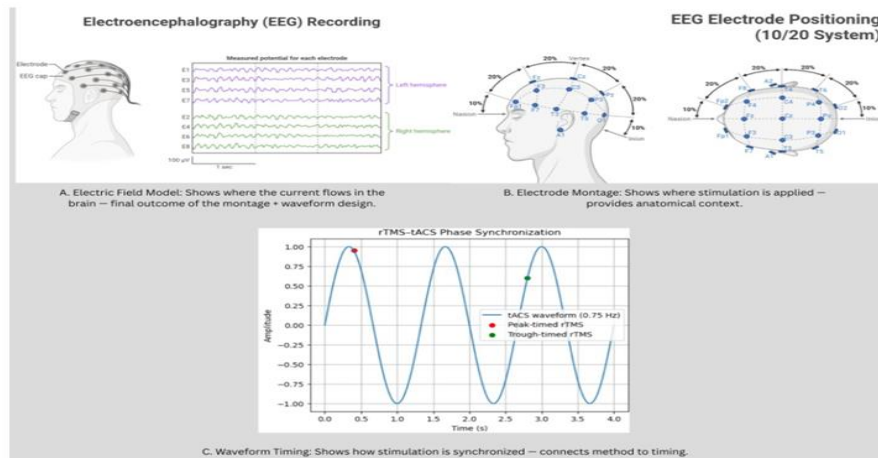 Electroencephalography (EEG) Recording
EEG Electrode Positioning
(10/20 System)
Electrode
EEG cap
Measured potential for each electrode
E1
E3
E5
E7
Left hemisphere
E2
E4
E6
E8
Right hemisphere
100 µV
1 sec
20%
Vertex
20%
20%
20%
10%
10%
Nasion
Inion
20%
20%
20%
20%
10%
10%
Nasion
Inion
A. Electric Field Model: Shows where the current flows in the
brain — final outcome of the montage + waveform design.
B. Electrode Montage: Shows where stimulation is applied —
provides anatomical context.
rTMS–tACS Phase Synchronization
1.00
0.75
0.50
0.25
0.00
−0.25
−0.50
−0.75
−1.00
Amplitude
tACS waveform (0.75 Hz)
Peak-timed rTMS
Trough-timed rTMS
0.0 0.5 1.0 1.5 2.0 2.5 3.0 3.5 4.0
Time (s)
C. Waveform Timing: Shows how stimulation is synchronized — connects method to timing.